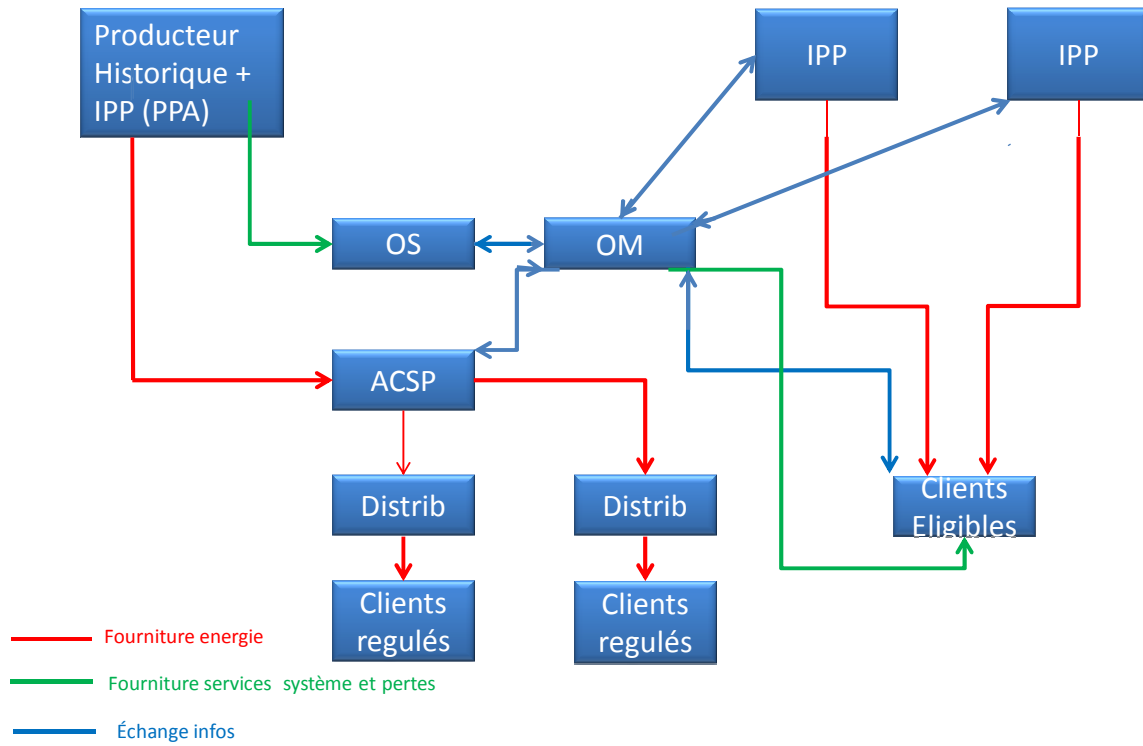 Producteur
Historique +
IPP (PPA)
IPP
IPP
OS
OM
ACSP
Distrib
Distrib
Clients
Eligibles
Clients
regulés
Clients
regulés
Fourniture energie
Fourniture services système et pertes
Échange infos